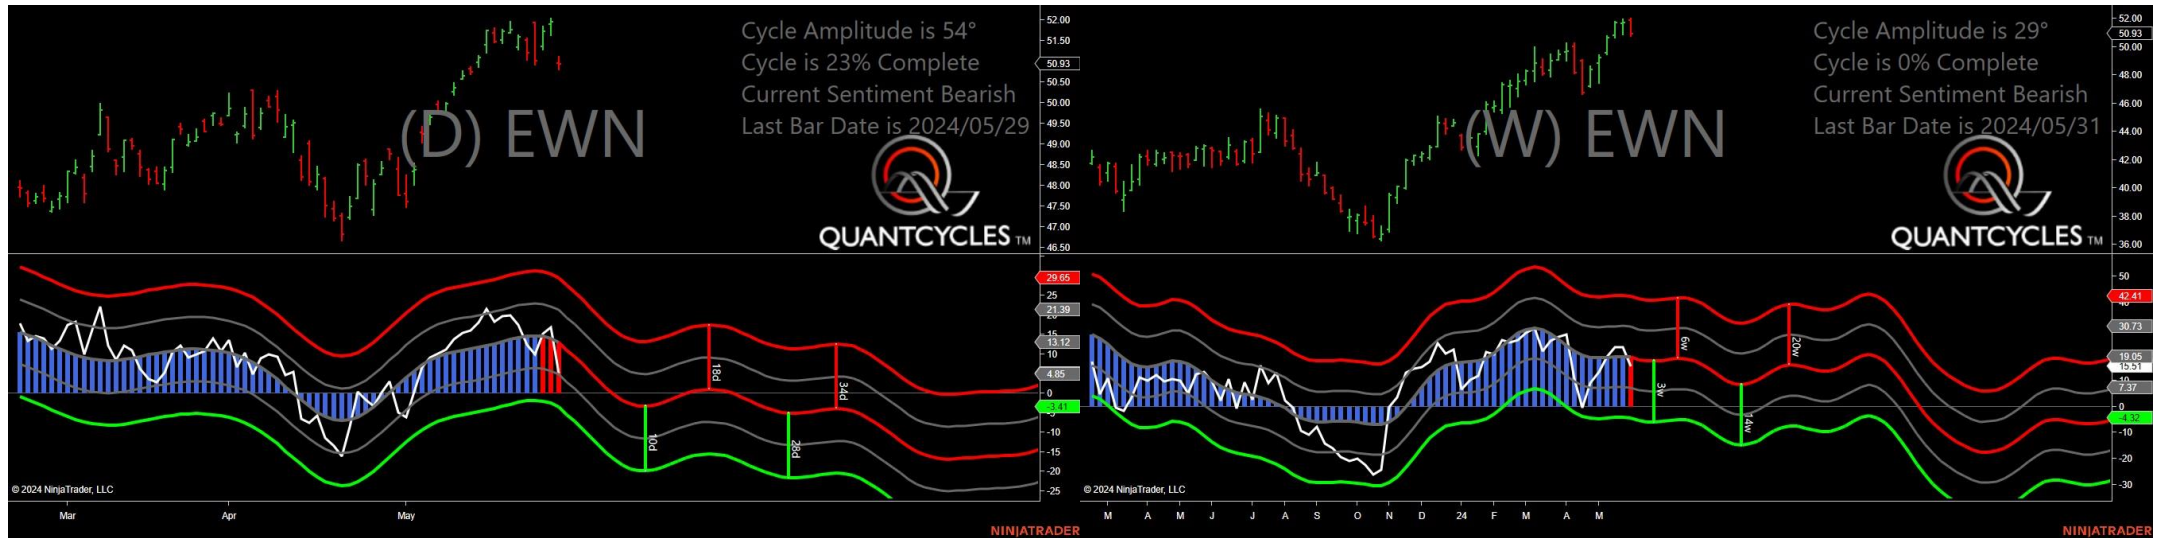 Cycle Amplitude is 54°
Cycle is 23% Complete
Current Sentiment Bearish
Last Bar Date is 2024/05/29
(D) EWN
QUANTCYCLES TM
52.00
51.50
50.93
50.50
50.00
49.50
49.00
48.50
48.00
47.50
47.00
46.50
29.65
25
21.39
15
13.12
10
4.85
0
-3.41
-10
-15
-20
-25
10d
18d
28d
34d
© 2024 NinjaTrader, LLC
Mar Apr May
NINJATRADER
Cycle Amplitude is 29°
Cycle is 0% Complete
Current Sentiment Bearish
Last Bar Date is 2024/05/31
(W) EWN
QUANTCYCLES TM
52.00
50.93
50.00
48.00
46.00
44.00
42.00
40.00
38.00
36.00
50
42.41
30.73
19.05
15.51
7.37
0
-4.32
-10
-20
-30
3w
6w
14w
20w
© 2024 NinjaTrader, LLC
M A M J J A S O N D 24 F M A M
NINJATRADER